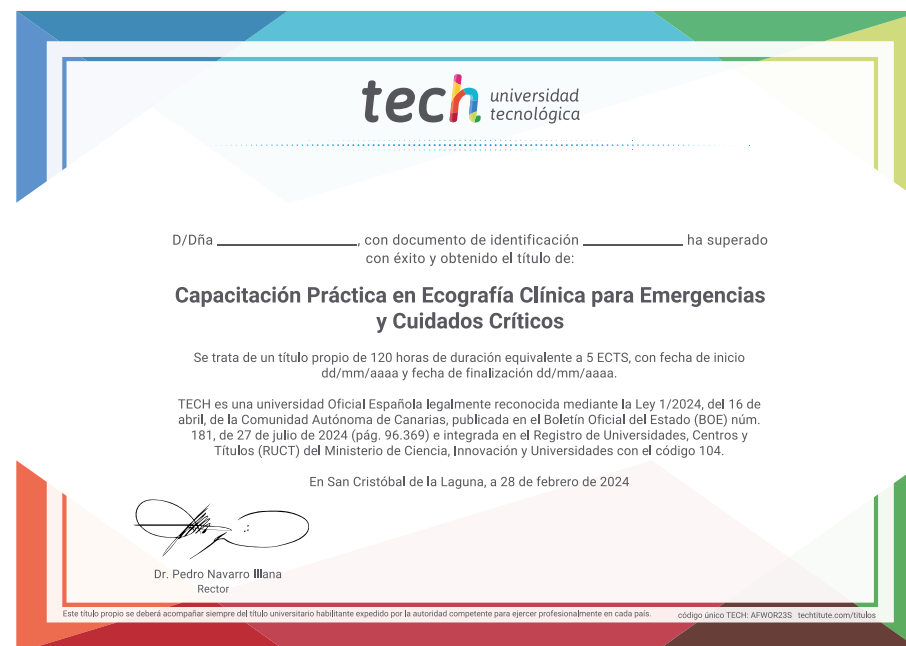 tech universidad
tecnológica
D/Dña ____________________, con documento de identificación ______________ ha superado
con éxito y obtenido el título de:
Capacitación Práctica en Ecografía Clínica para Emergencias
y Cuidados Críticos
Se trata de un título propio de 120 horas de duración equivalente a 5 ECTS, con fecha de inicio
dd/mm/aaaa y fecha de finalización dd/mm/aaaa.
TECH es una universidad Oficial Española legalmente reconocida mediante la Ley 1/2024, del 16 de
abril, de la Comunidad Autónoma de Canarias, publicada en el Boletín Oficial del Estado (BOE) núm.
181, de 27 de julio de 2024 (pág. 96.369) e integrada en el Registro de Universidades, Centros y
Títulos (RUCT) del Ministerio de Ciencia, Innovación y Universidades con el código 104.
En San Cristóbal de la Laguna, a 28 de febrero de 2024
Dr. Pedro Navarro Illana
Rector
Este título propio se deberá acompañar siempre del título universitario habilitante expedido por la autoridad competente para ejercer profesionalmente en cada país. código único TECH: AFWOR23S techtitute.com/titulos